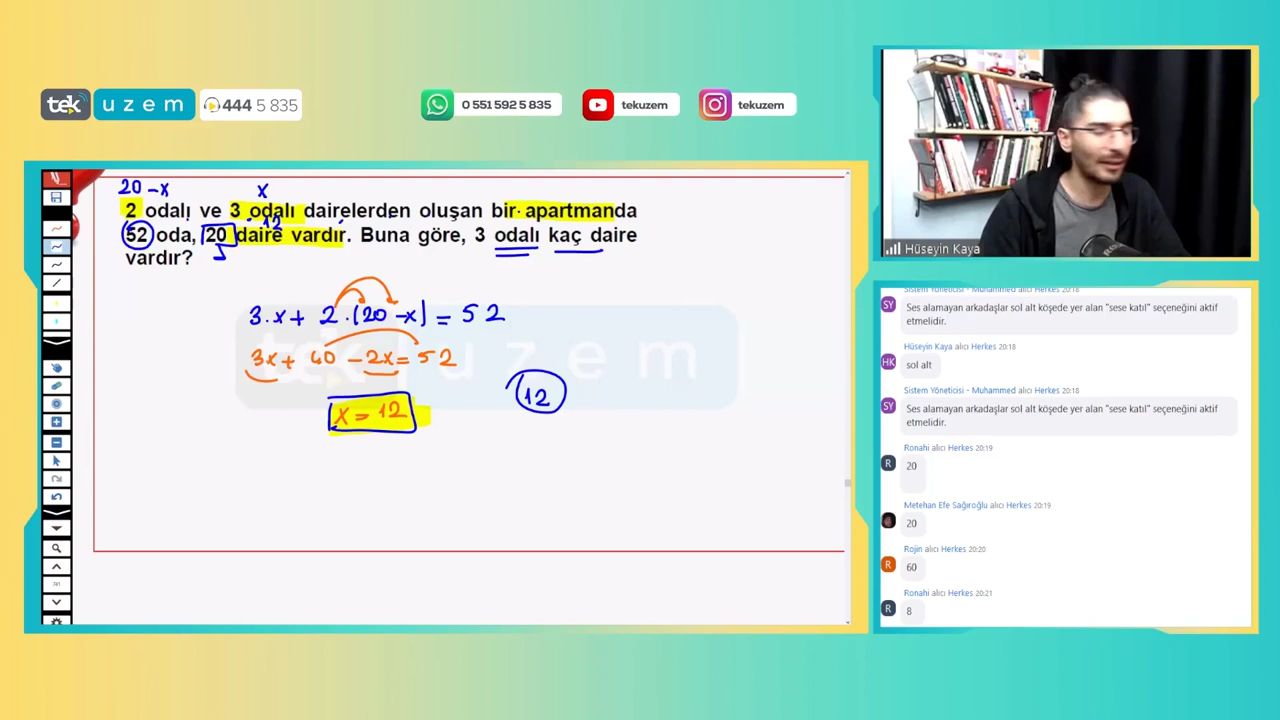 tek uzem 444 5 835
0 551 592 5 835
tekuzem
tekuzem
20 - x x
2 odalı ve 3 odalı dairelerden oluşan bir apartmanda
12
52 oda, 20 daire vardır. Buna göre, 3 odalı kaç daire
vardır?
3.x + 2.(20 - x) = 52
3x + 40 - 2x = 52
x = 12
12
tek uzem
741
Hüseyin Kaya
Sistem Yöneticisi - Muhammed alıcı Herkes 20:18
SY
Ses alamayan arkadaşlar sol alt köşede yer alan "sese katıl" seçeneğini aktif
etmelidir.
Hüseyin Kaya alıcı Herkes 20:18
HK
sol alt
Sistem Yöneticisi - Muhammed alıcı Herkes 20:18
SY
Ses alamayan arkadaşlar sol alt köşede yer alan "sese katıl" seçeneğini aktif
etmelidir.
Ronahi alıcı Herkes 20:19
R
20
Metehan Efe Sağıroğlu alıcı Herkes 20:19
20
Rojin alıcı Herkes 20:20
R
60
Ronahi alıcı Herkes 20:21
R
8